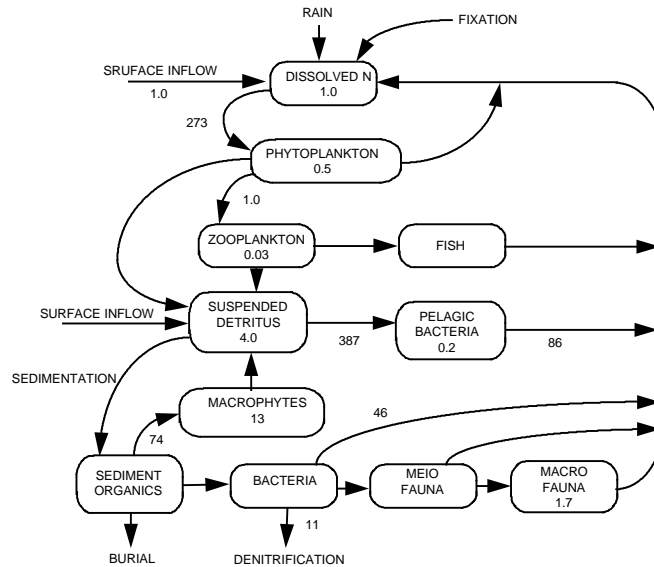 RAIN
FIXATION
SRUFACE INFLOW
1.0
DISSOLVED N
1.0
273
PHYTOPLANKTON
0.5
1.0
ZOOPLANKTON
0.03
FISH
SURFACE INFLOW
SUSPENDED
DETRITUS
4.0
387
PELAGIC
BACTERIA
0.2
86
SEDIMENTATION
MACROPHYTES
13
74
46
SEDIMENT
ORGANICS
BACTERIA
MEIO
FAUNA
MACRO
FAUNA
1.7
11
BURIAL
DENITRIFICATION